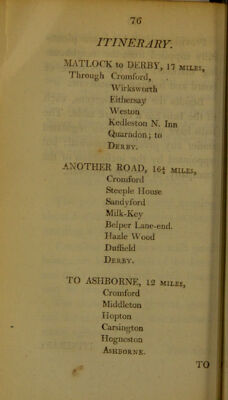 76
ITINERARY.
MATLOCK to DERBY, 17 MILES,
Through Cromford,
Wirksworth
Eithersay
Weston
Kedleston N. Inn
Quarndon; to
DERBY.
ANOTHER ROAD, 16¼ MILES,
Cromford
Steeple House
Sandyford
Milk-Key
Belper Lane-end.
Hazle Wood
Duffield
DERBY.
TO ASHBORNE, 12 MILES,
Cromford
Middleton
Hopton
Carsington
Hogneston
ASHBORNE.
TO